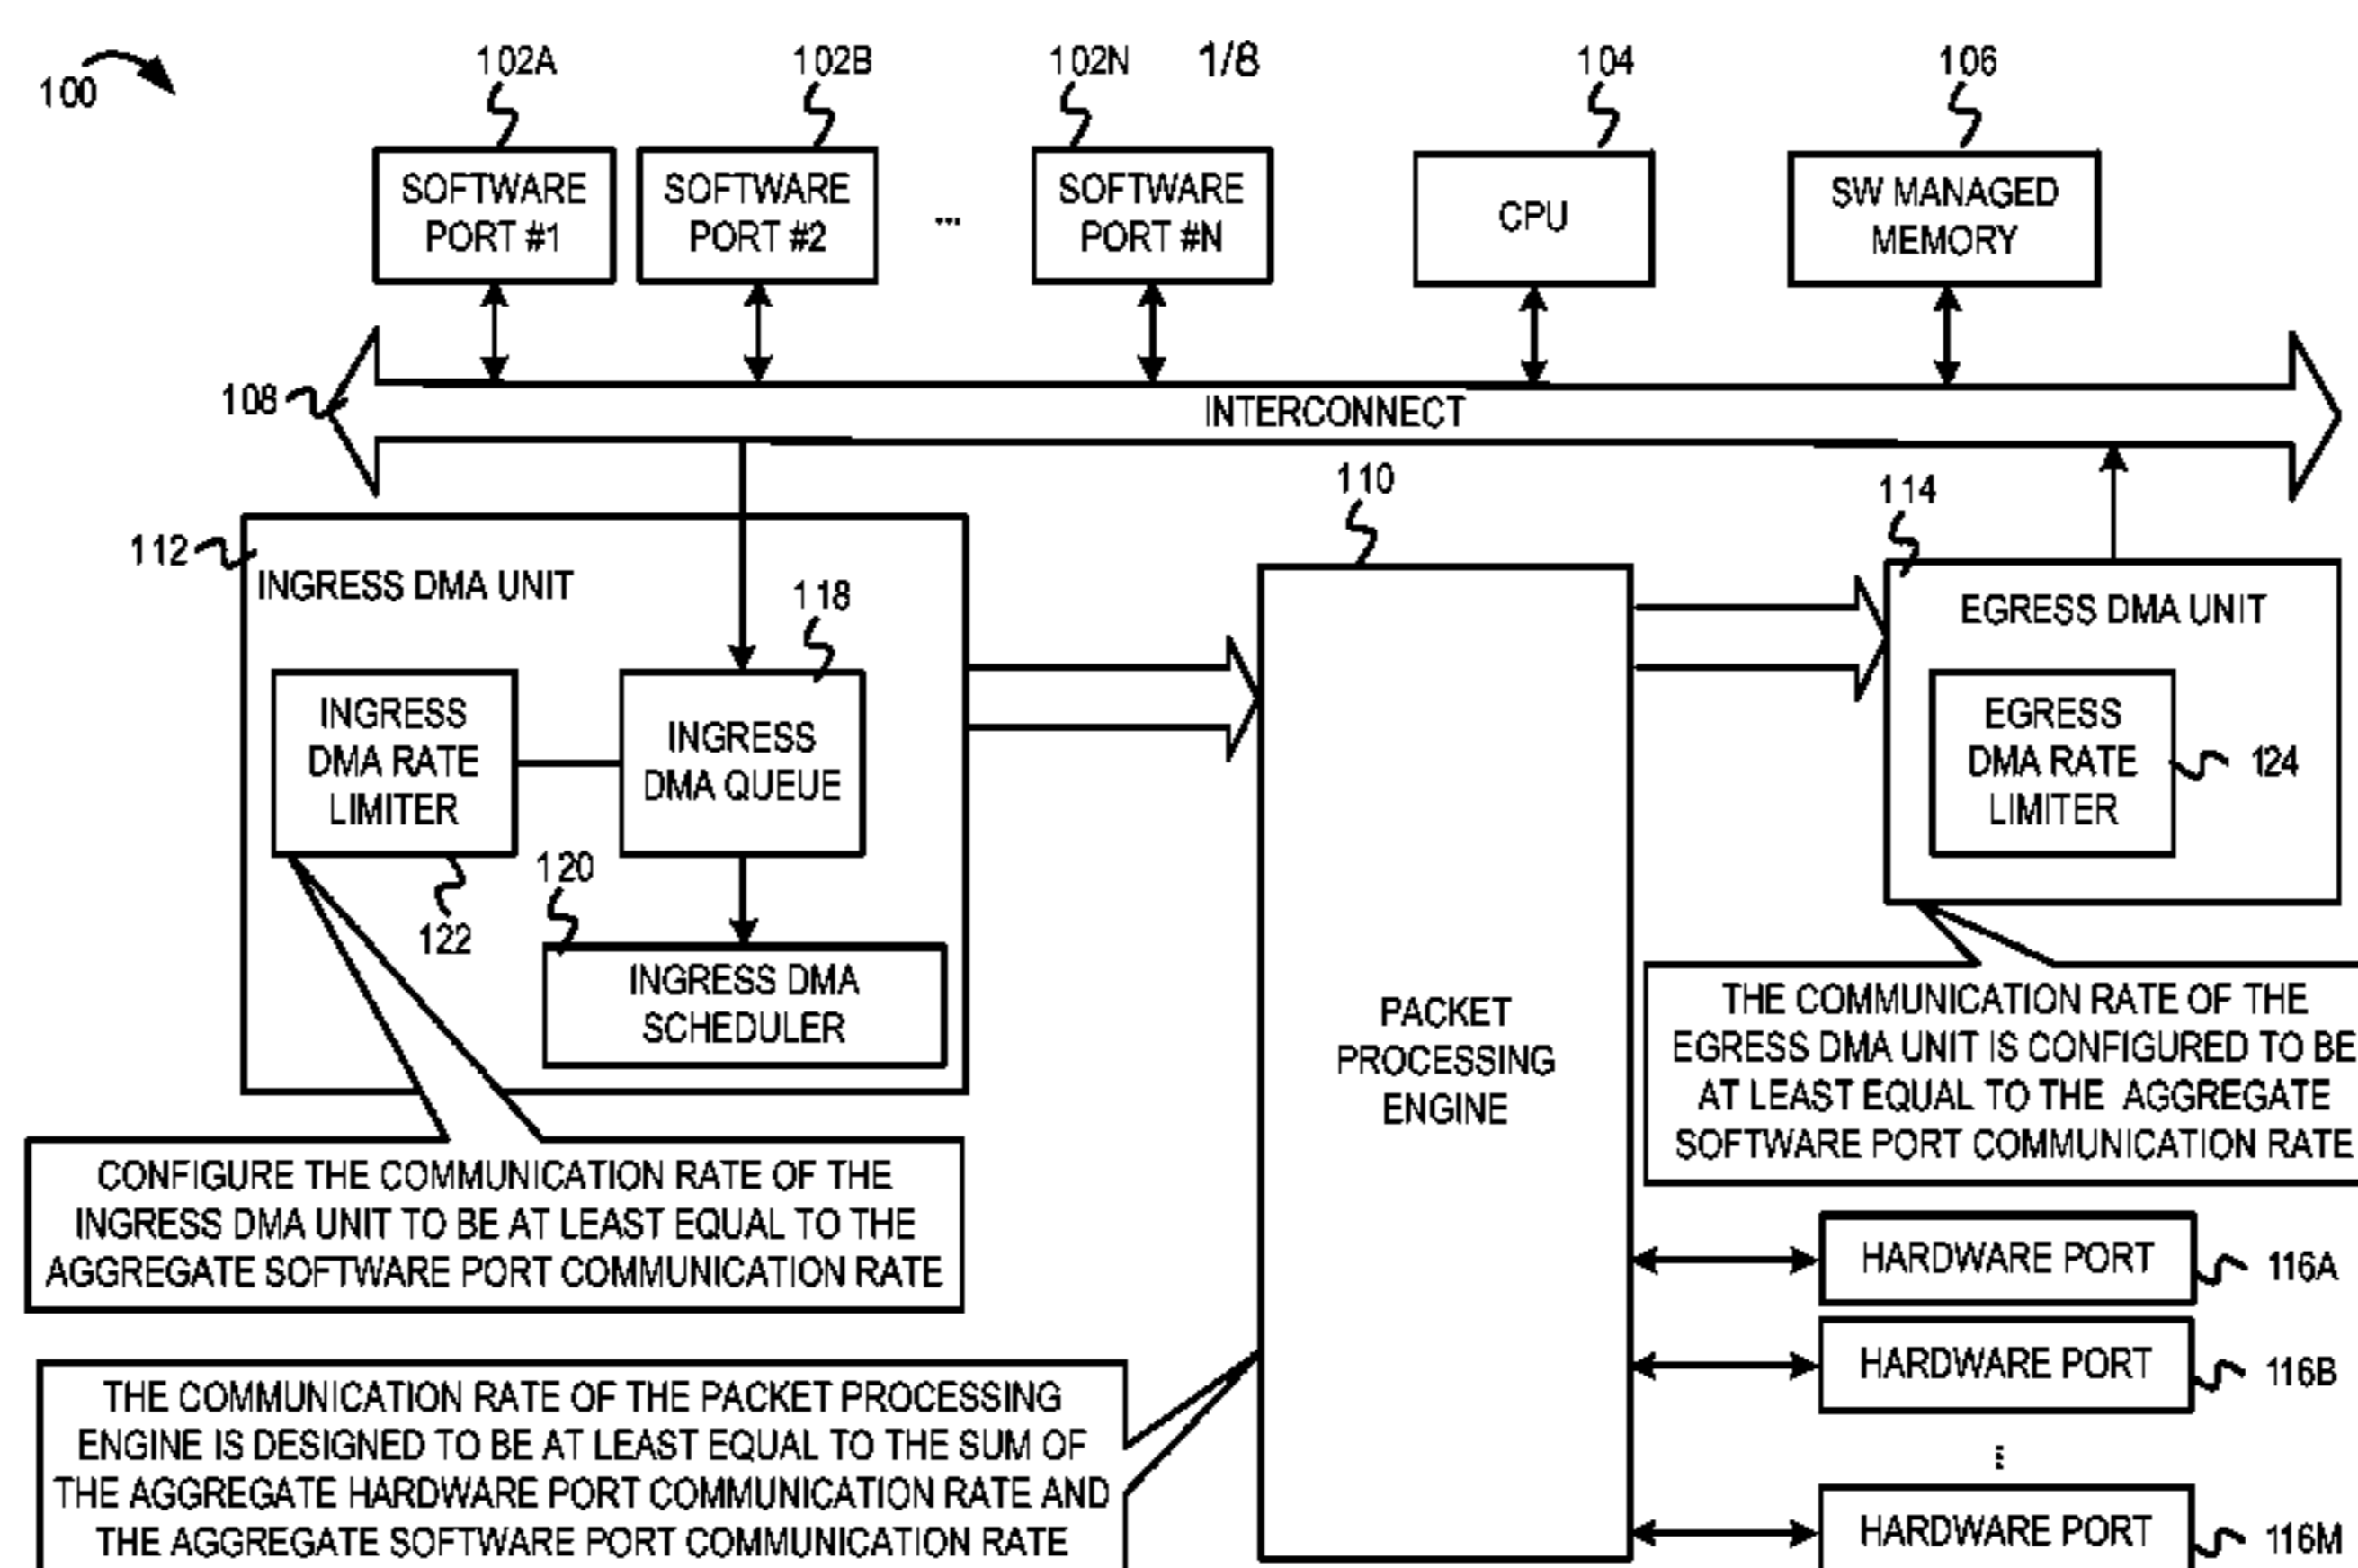 100
102A
102B
102N
1/8
104
106
SOFTWARE
PORT #1
SOFTWARE
PORT #2
...
SOFTWARE
PORT #N
CPU
SW MANAGED
MEMORY
108
INTERCONNECT
112
INGRESS DMA UNIT
118
110
114
EGRESS DMA UNIT
INGRESS
DMA RATE
LIMITER
INGRESS
DMA QUEUE
EGRESS
DMA RATE
LIMITER
124
122
120
INGRESS DMA
SCHEDULER
PACKET
PROCESSING
ENGINE
THE COMMUNICATION RATE OF THE
EGRESS DMA UNIT IS CONFIGURED TO BE
AT LEAST EQUAL TO THE AGGREGATE
SOFTWARE PORT COMMUNICATION RATE
CONFIGURE THE COMMUNICATION RATE OF THE
INGRESS DMA UNIT TO BE AT LEAST EQUAL TO THE
AGGREGATE SOFTWARE PORT COMMUNICATION RATE
HARDWARE PORT
116A
HARDWARE PORT
116B
...
HARDWARE PORT
116M
THE COMMUNICATION RATE OF THE PACKET PROCESSING
ENGINE IS DESIGNED TO BE AT LEAST EQUAL TO THE SUM OF
THE AGGREGATE HARDWARE PORT COMMUNICATION RATE AND
THE AGGREGATE SOFTWARE PORT COMMUNICATION RATE